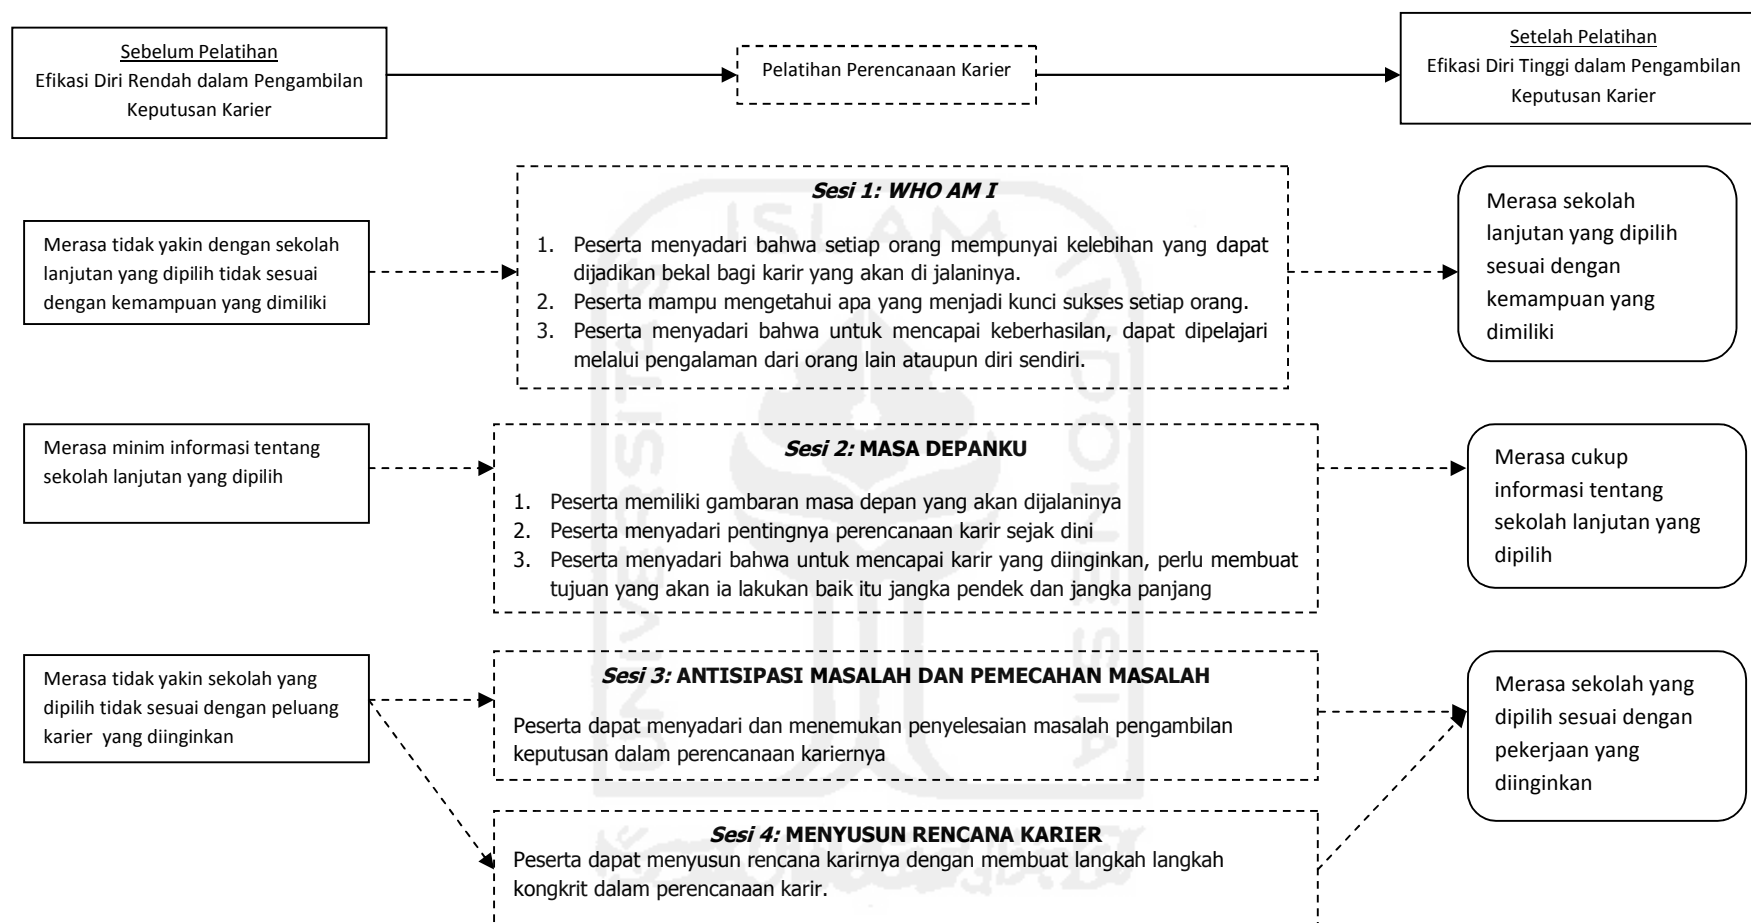 Sebelum Pelatihan
Efikasi Diri Rendah dalam Pengambilan
Keputusan Karier
Pelatihan Perencanaan Karier
Setelah Pelatihan
Efikasi Diri Tinggi dalam Pengambilan
Keputusan Karier
Merasa tidak yakin dengan sekolah
lanjutan yang dipilih tidak sesuai
dengan kemampuan yang dimiliki
Sesi 1: WHO AM I
1. Peserta menyadari bahwa setiap orang mempunyai kelebihan yang dapat
dijadikan bekal bagi karir yang akan di jalaninya.
2. Peserta mampu mengetahui apa yang menjadi kunci sukses setiap orang.
3. Peserta menyadari bahwa untuk mencapai keberhasilan, dapat dipelajari
melalui pengalaman dari orang lain ataupun diri sendiri.
Merasa sekolah
lanjutan yang dipilih
sesuai dengan
kemampuan yang
dimiliki
Merasa minim informasi tentang
sekolah lanjutan yang dipilih
Sesi 2: MASA DEPANKU
1. Peserta memiliki gambaran masa depan yang akan dijalaninya
2. Peserta menyadari pentingnya perencanaan karir sejak dini
3. Peserta menyadari bahwa untuk mencapai karir yang diinginkan, perlu membuat
tujuan yang akan ia lakukan baik itu jangka pendek dan jangka panjang
Merasa cukup
informasi tentang
sekolah lanjutan yang
dipilih
Merasa tidak yakin sekolah yang
dipilih tidak sesuai dengan peluang
karier yang diinginkan
Sesi 3: ANTISIPASI MASALAH DAN PEMECAHAN MASALAH
Peserta dapat menyadari dan menemukan penyelesaian masalah pengambilan
keputusan dalam perencanaan kariernya
Merasa sekolah yang
dipilih sesuai dengan
pekerjaan yang
diinginkan
Sesi 4: MENYUSUN RENCANA KARIER
Peserta dapat menyusun rencana karirnya dengan membuat langkah langkah
kongkrit dalam perencanaan karir.
UNIVERSITAS
ISLAM
INDONESIA